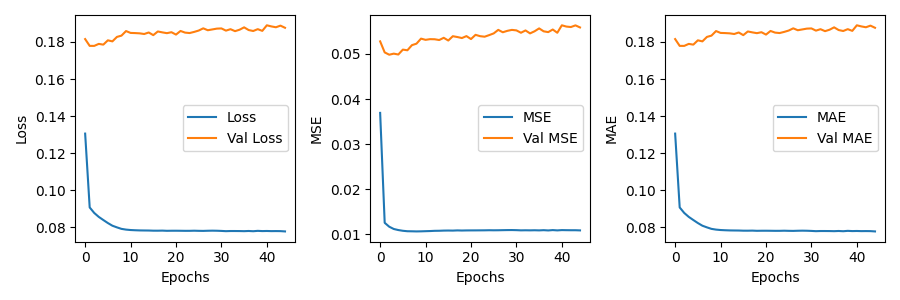 0.18
0.16
0.14
0.12
0.10
0.08
Loss
0 10 20 30 40
Epochs
Loss
Val Loss
0.05
0.04
0.03
0.02
0.01
MSE
0 10 20 30 40
Epochs
MSE
Val MSE
0.18
0.16
0.14
0.12
0.10
0.08
MAE
0 10 20 30 40
Epochs
MAE
Val MAE